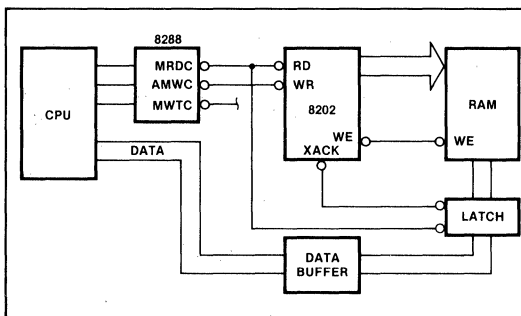 8288
MRDC
AMWC
MWTC
CPU
DATA
RD
WR
8202
WE
XACK
RAM
WE
LATCH
DATA
BUFFER